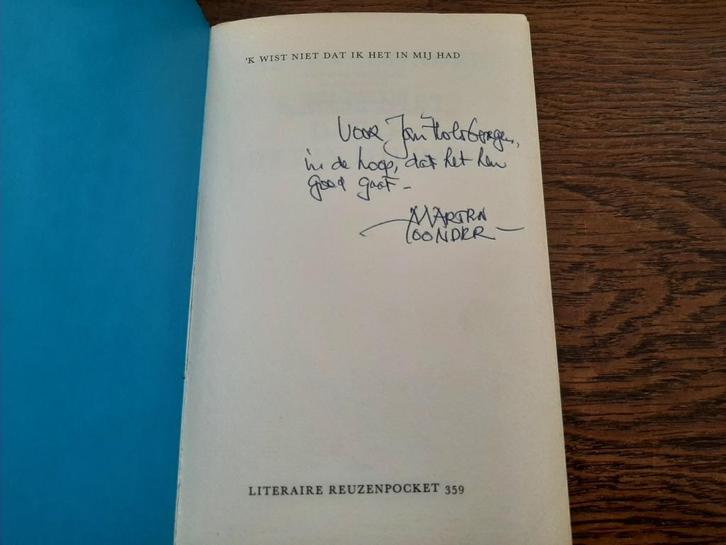 'K WIST NIET DAT IK HET IN MIJ HAD
Voor Jan Holsbergen,
in de hoop, dat het hem
goed gaat –
MARTEN
TOONDER –
LITERAIRE REUZENPOCKET 359